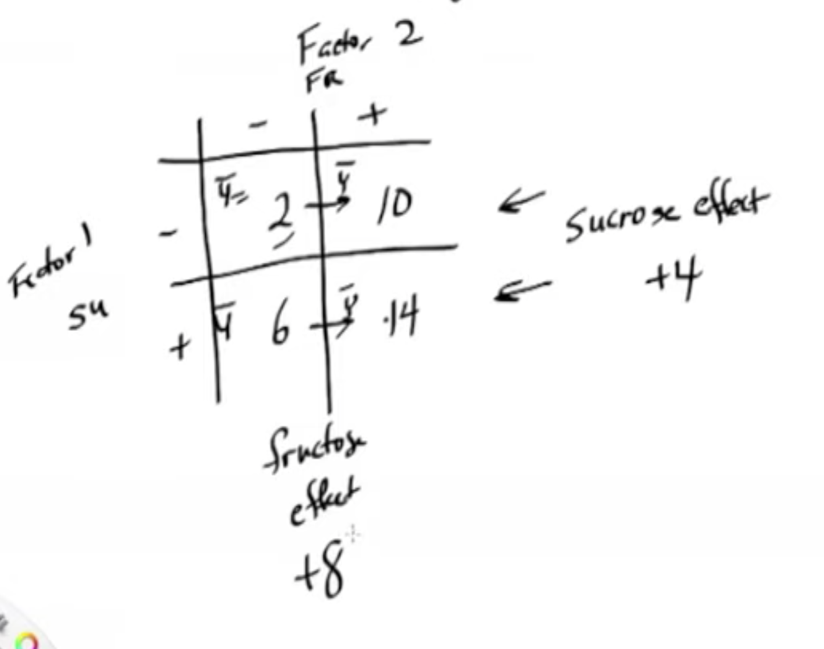 Factor 2
FR
- +
ȳ= 2 → ȳ 10
Factor 1
Su
-
+ ȳ 6 → ȳ 14
← Sucrose effect
← +4
fructose
effect
+8